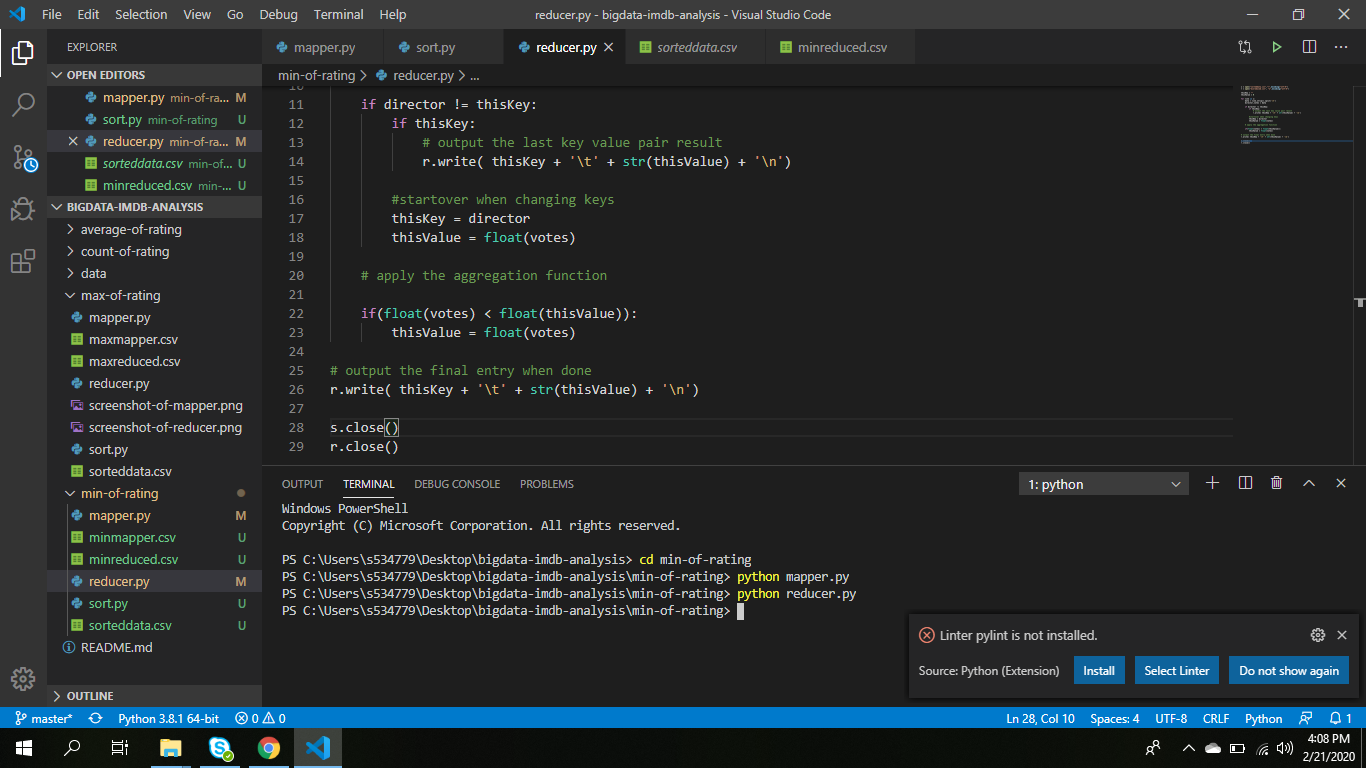 File Edit Selection View Go Debug Terminal Help reducer.py - bigdata-imdb-analysis - Visual Studio Code
EXPLORER
OPEN EDITORS
mapper.py min-of-ra... M
sort.py min-of-rating U
reducer.py min-of-ra... M
sorteddata.csv min-of... U
minreduced.csv min-... U
BIGDATA-IMDB-ANALYSIS
average-of-rating
count-of-rating
data
max-of-rating
mapper.py
maxmapper.csv
maxreduced.csv
reducer.py
screenshot-of-mapper.png
screenshot-of-reducer.png
sort.py
sorteddata.csv
min-of-rating
mapper.py M
minmapper.csv U
minreduced.csv U
reducer.py M
sort.py U
sorteddata.csv U
README.md
OUTLINE
mapper.py sort.py reducer.py sorteddata.csv minreduced.csv
min-of-rating > reducer.py > ...
10
11 if director != thisKey:
12 if thisKey:
13 # output the last key value pair result
14 r.write( thisKey + '\t' + str(thisValue) + '\n')
15
16 #startover when changing keys
17 thisKey = director
18 thisValue = float(votes)
19
20 # apply the aggregation function
21
22 if(float(votes) < float(thisValue)):
23 thisValue = float(votes)
24
25 # output the final entry when done
26 r.write( thisKey + '\t' + str(thisValue) + '\n')
27
28 s.close()
29 r.close()
OUTPUT TERMINAL DEBUG CONSOLE PROBLEMS 1: python
Windows PowerShell
Copyright (C) Microsoft Corporation. All rights reserved.
PS C:\Users\s534779\Desktop\bigdata-imdb-analysis> cd min-of-rating
PS C:\Users\s534779\Desktop\bigdata-imdb-analysis\min-of-rating> python mapper.py
PS C:\Users\s534779\Desktop\bigdata-imdb-analysis\min-of-rating> python reducer.py
PS C:\Users\s534779\Desktop\bigdata-imdb-analysis\min-of-rating>
Linter pylint is not installed.
Source: Python (Extension) Install Select Linter Do not show again
master* Python 3.8.1 64-bit 0 0 Ln 28, Col 10 Spaces: 4 UTF-8 CRLF Python 1
4:08 PM
2/21/2020